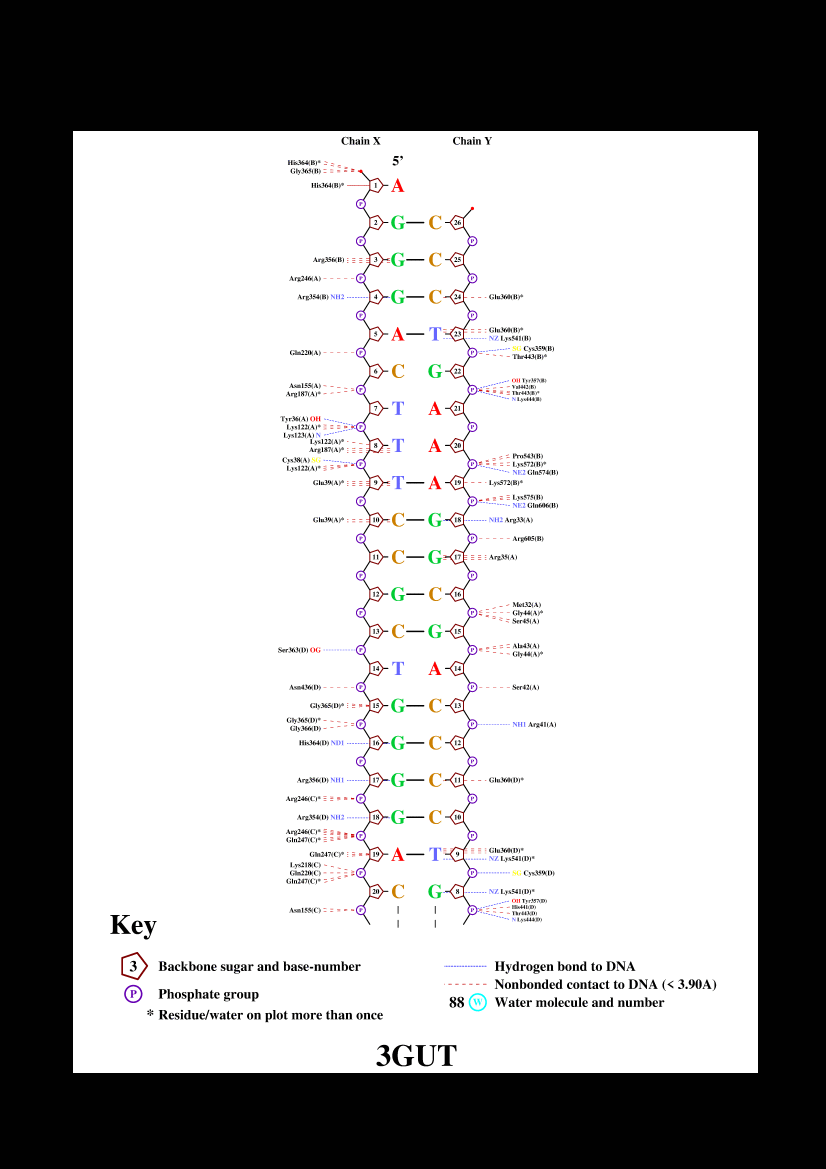 Chain X Chain Y
5’
His364(B)*
Gly365(B)
His364(B)* 1 A
P
2 G C 26
P P
Arg356(B) 3 G C 25
Arg246(A) P P
Arg354(B) NH2 4 G C 24 Glu360(B)*
P P
Glu360(B)*
5 A T 23
NZ Lys541(B)
Gln220(A) P P SG Cys359(B)
Thr443(B)*
6 C G 22
OH Tyr357(B)
Asn155(A) Val442(B)
P P
Arg187(A)* Thr443(B)*
N Lys444(B)
7 T A 21
Tyr36(A) OH
Lys122(A)* P P
Lys123(A) N
Lys122(A)*
8 T A 20
Arg187(A)*
Pro543(B)
Cys38(A) SG
P P Lys572(B)*
Lys122(A)*
NE2 Gln574(B)
Glu39(A)* 9 T A 19 Lys572(B)*
Lys575(B)
P P
NE2 Gln606(B)
Glu39(A)* 10 C G 18 NH2 Arg33(A)
P P Arg605(B)
11 C G 17 Arg35(A)
P P
12 G C 16
Met32(A)
P P Gly44(A)*
Ser45(A)
13 C G 15
Ala43(A)
Ser363(D) OG P P
Gly44(A)*
14 T A 14
Asn436(D) P P Ser42(A)
Gly365(D)* 15 G C 13
Gly365(D)*
P P NH1 Arg41(A)
Gly366(D)
His364(D) ND1 16 G C 12
P P
Arg356(D) NH1 17 G C 11 Glu360(D)*
Arg246(C)* P P
Arg354(D) NH2 18 G C 10
Arg246(C)*
P P
Gln247(C)*
Glu360(D)*
Gln247(C)* 19 A T 9
NZ Lys541(D)*
Lys218(C)
Gln220(C) P P SG Cys359(D)
Gln247(C)*
20 C G 8 NZ Lys541(D)*
OH Tyr357(D)
His441(D)
Asn155(C) P P
Thr443(D)
N Lys444(D)
Key
3 Backbone sugar and base-number
Hydrogen bond to DNA
Nonbonded contact to DNA (< 3.90A)
P Phosphate group
88 W Water molecule and number
* Residue/water on plot more than once
3GUT